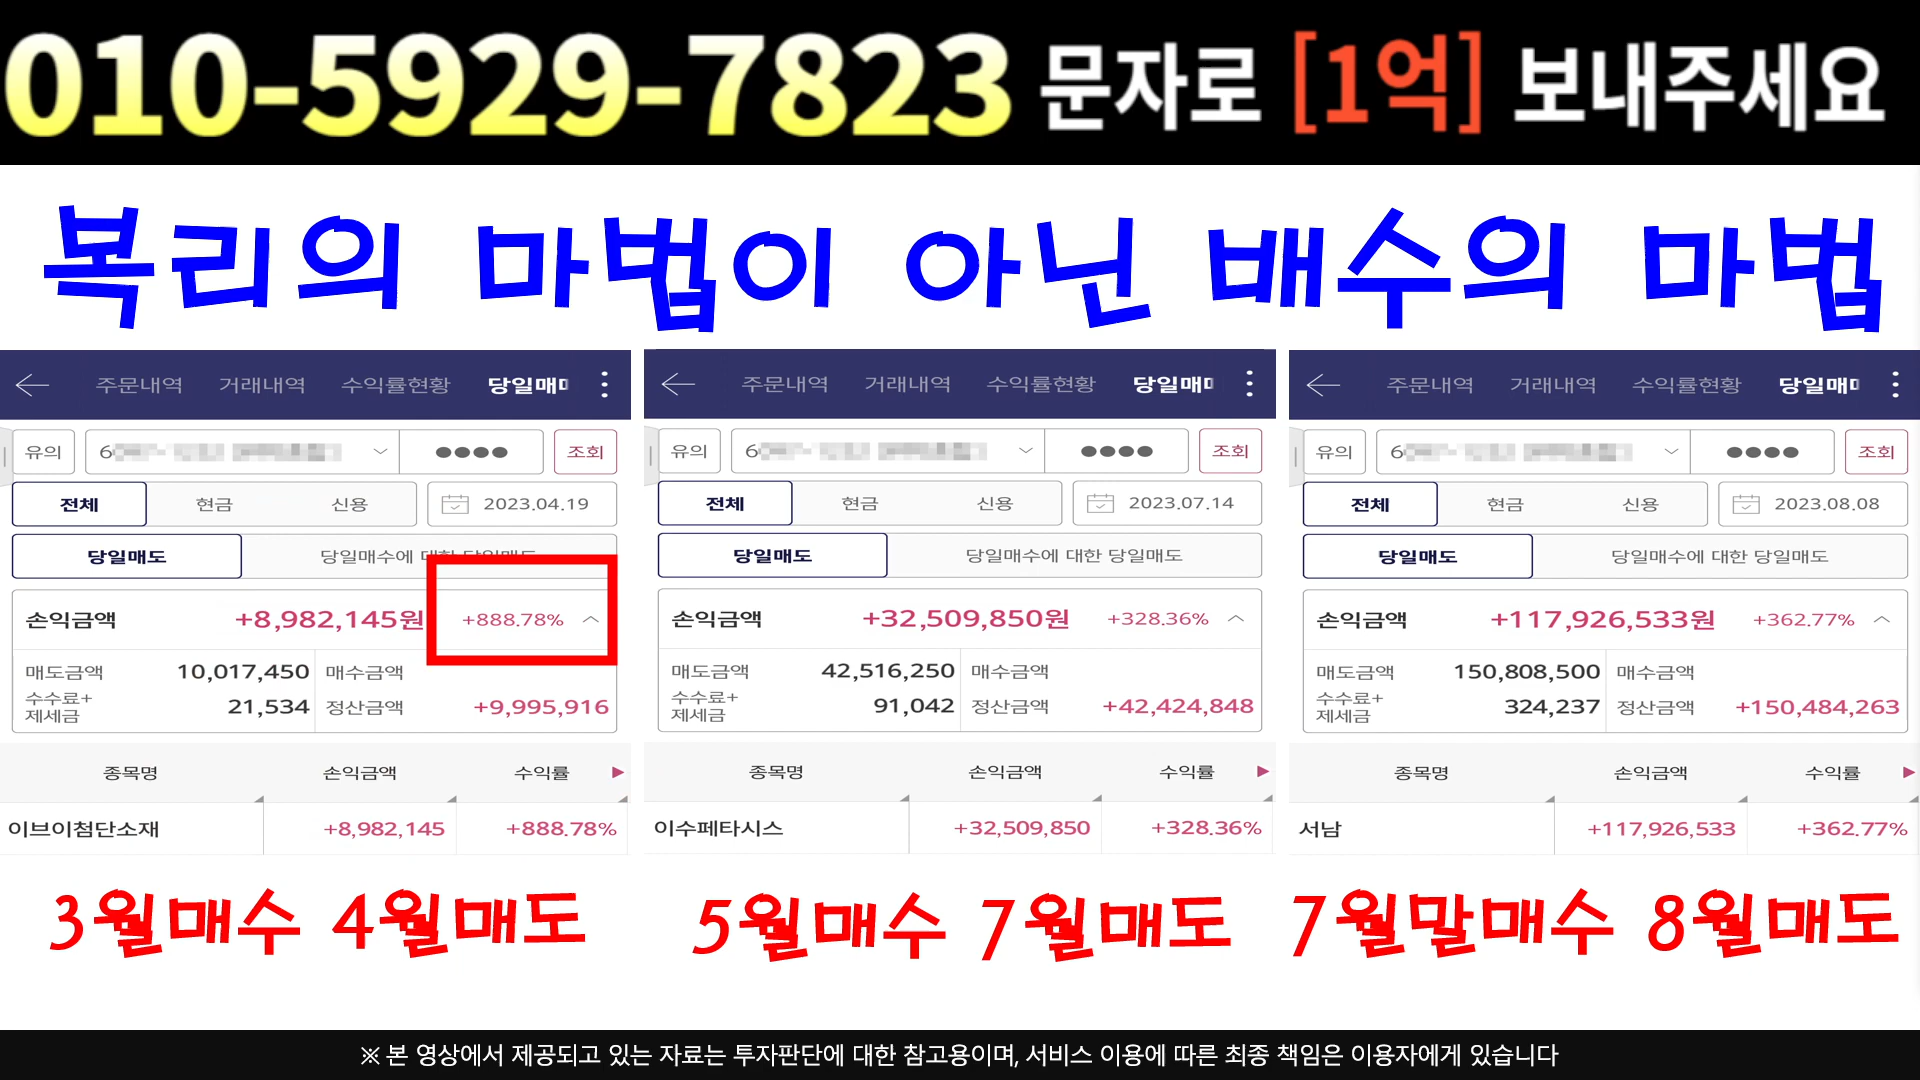 010-5929-7823 문자로 [1억] 보내주세요
복리의 마법이 아닌 배수의 마법
주문내역 거래내역 수익률현황 당일매매
유의 조회
전체 현금 신용 2023.04.19
당일매도 당일매수에 대한 당일매도
손익금액 +8,982,145원 +888.78%
매도금액 10,017,450 매수금액
수수료+
제세금 21,534 정산금액 +9,995,916
종목명 손익금액 수익률
이브이첨단소재 +8,982,145 +888.78%
3월매수 4월매도
주문내역 거래내역 수익률현황 당일매매
유의 조회
전체 현금 신용 2023.07.14
당일매도 당일매수에 대한 당일매도
손익금액 +32,509,850원 +328.36%
매도금액 42,516,250 매수금액
수수료+
제세금 91,042 정산금액 +42,424,848
종목명 손익금액 수익률
이수페타시스 +32,509,850 +328.36%
5월매수 7월매도
주문내역 거래내역 수익률현황 당일매매
유의 조회
전체 현금 신용 2023.08.08
당일매도 당일매수에 대한 당일매도
손익금액 +117,926,533원 +362.77%
매도금액 150,808,500 매수금액
수수료+
제세금 324,237 정산금액 +150,484,263
종목명 손익금액 수익률
서남 +117,926,533 +362.77%
7월말매수 8월매도
※ 본 영상에서 제공되고 있는 자료는 투자판단에 대한 참고용이며, 서비스 이용에 따른 최종 책임은 이용자에게 있습니다